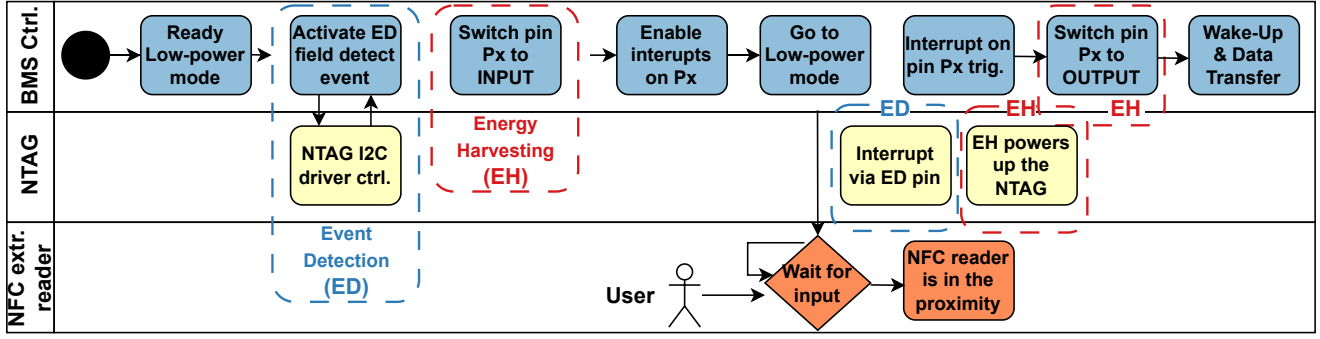 BMS Ctrl.
Ready
Low-power
mode
Activate ED
field detect
event
Switch pin
Px to
INPUT
Enable
interupts
on Px
Go to
Low-power
mode
Interrupt on
pin Px trig.
Switch pin
Px to
OUTPUT
Wake-Up
& Data
Transfer
NTAG
NTAG I2C
driver ctrl.
Energy
Harvesting
(EH)
ED
Interrupt
via ED pin
EH
EH powers
up the
NTAG
EH
NFC extr.
reader
Event
Detection
(ED)
User
Wait for
input
NFC reader
is in the
proximity